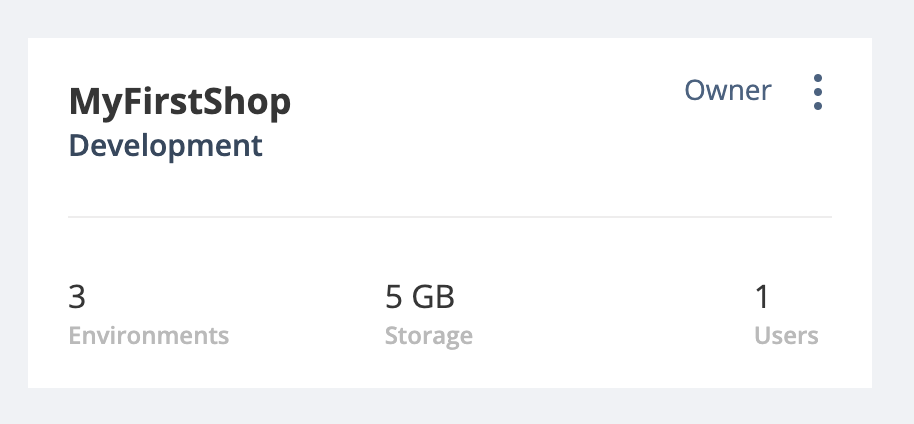 MyFirstShop
Owner
Development
3
5 GB
1
Environments
Storage
Users